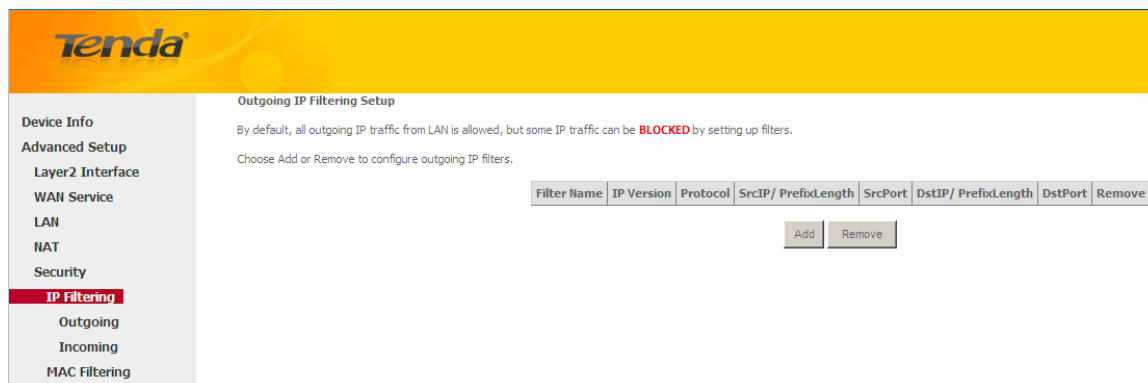 Tenda®
Device Info
Advanced Setup
Layer2 Interface
WAN Service
LAN
NAT
Security
IP Filtering
Outgoing
Incoming
MAC Filtering
Outgoing IP Filtering Setup
By default, all outgoing IP traffic from LAN is allowed, but some IP traffic can be BLOCKED by setting up filters.
Choose Add or Remove to configure outgoing IP filters.
Filter Name IP Version Protocol SrcIP/ PrefixLength SrcPort DstIP/ PrefixLength DstPort Remove
Add Remove